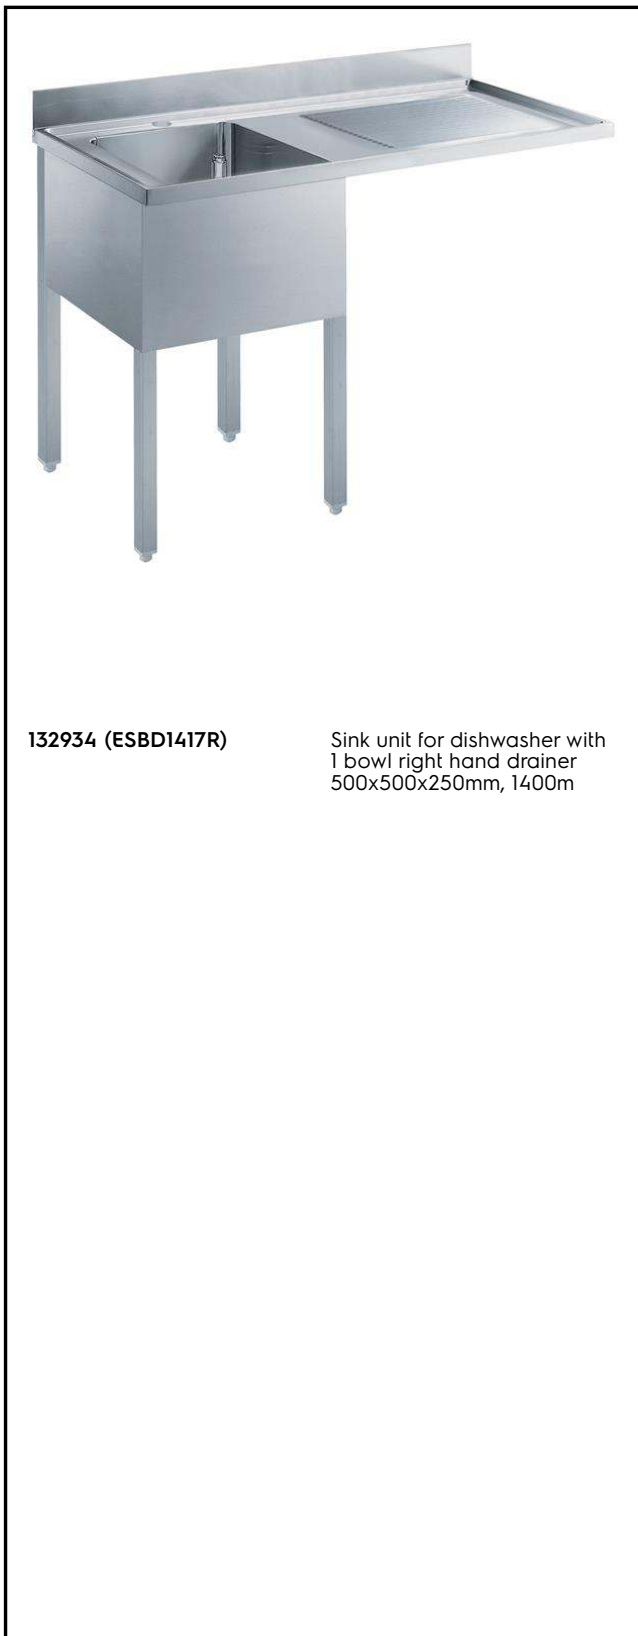 132934 (ESBD1417R)
Sink unit for dishwasher with
1 bowl right hand drainer
500x500x250mm, 1400m